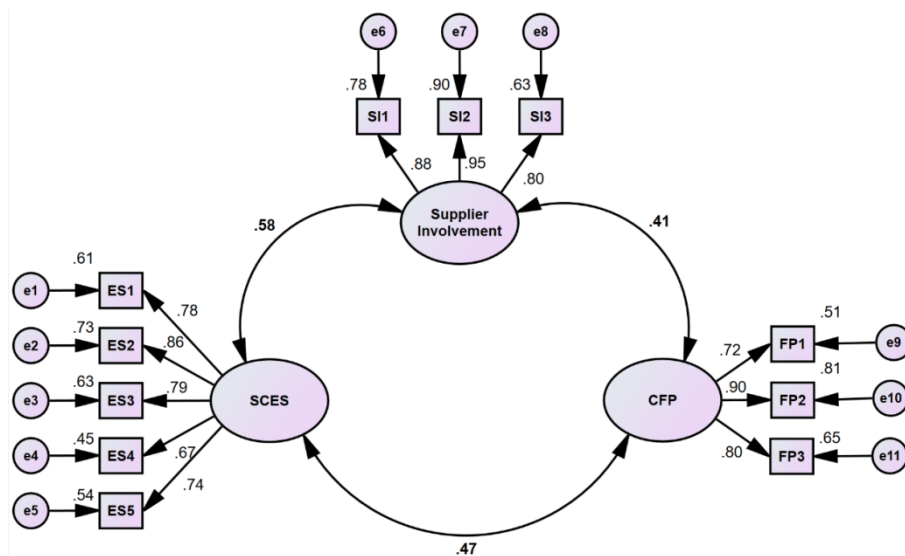 e6 e7 e8
.78 .90 .63
SI1 SI2 SI3
.88 .95 .80
Supplier
Involvement
.58 .41
.61
e1 ES1
.78
.73
e2 ES2
.86
.63
e3 ES3
.79
.45
e4 ES4
.67
.54
e5 ES5
.74
SCES
CFP
.51
FP1 e9
.72
.81
FP2 e10
.90
.65
FP3 e11
.80
.47